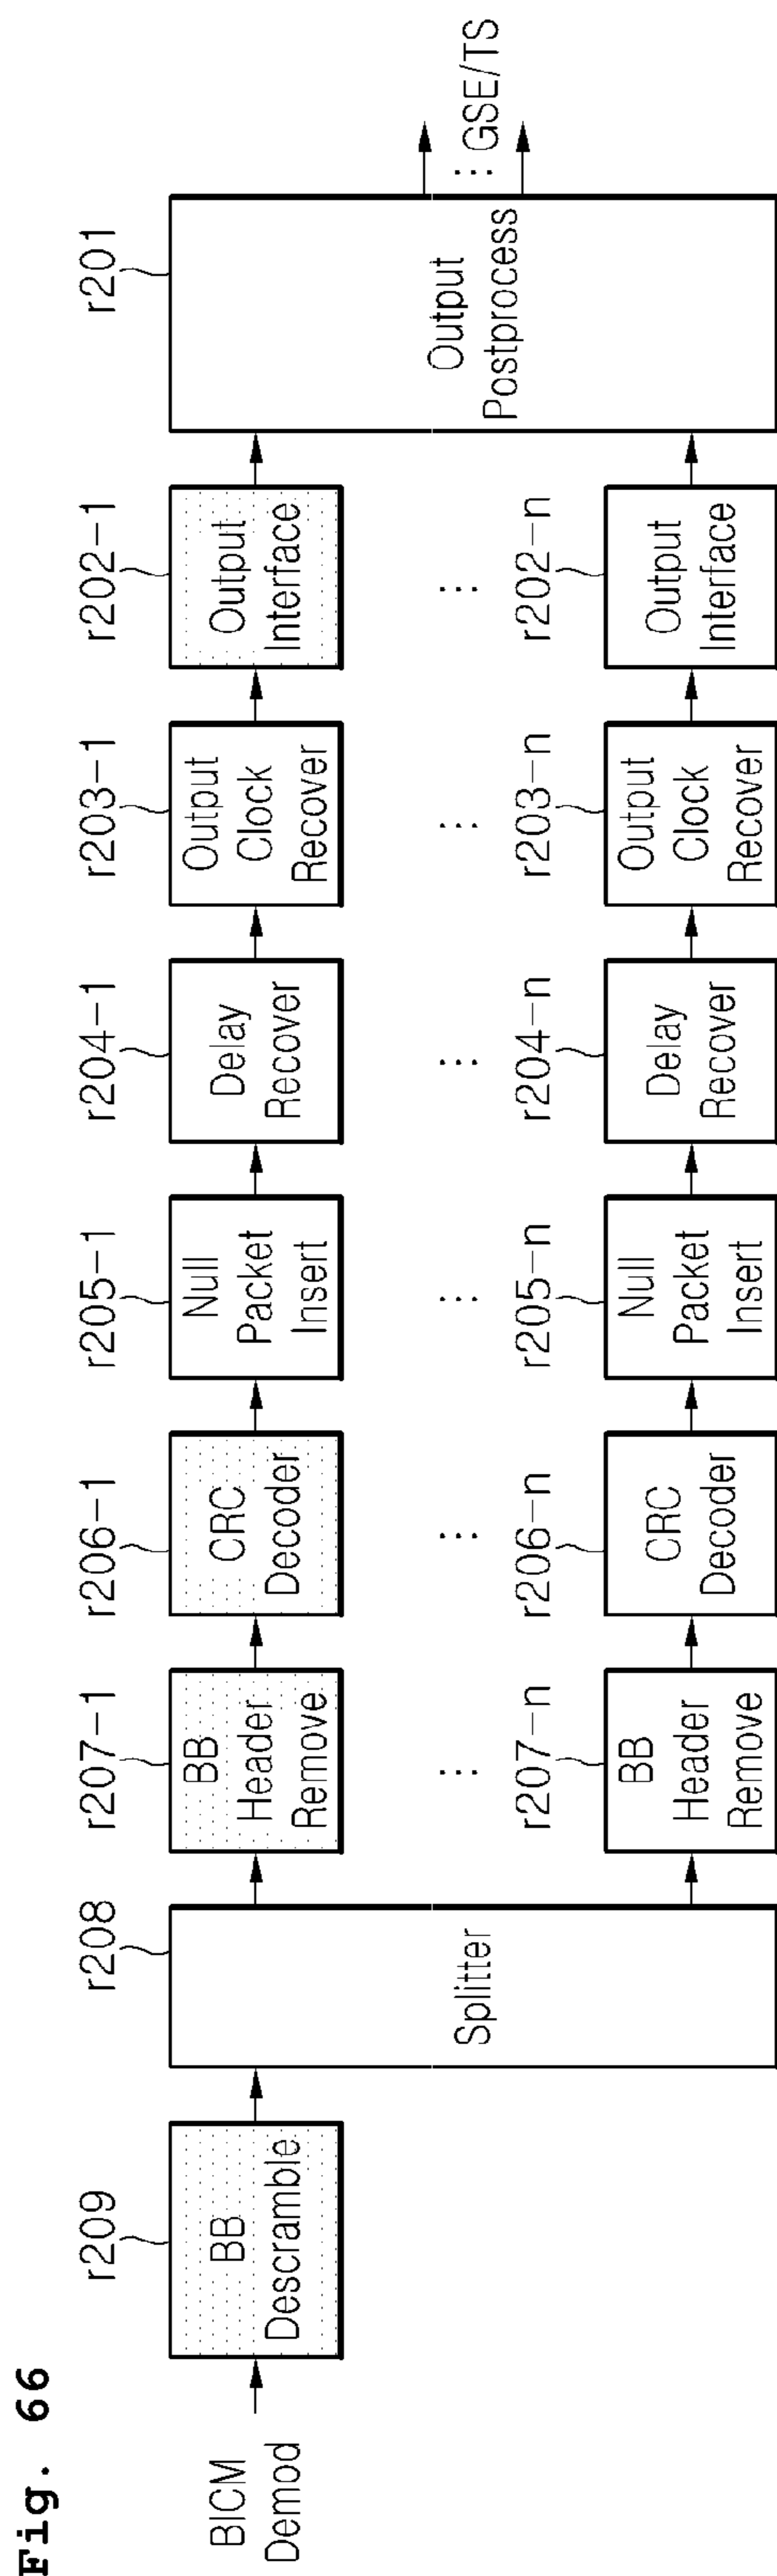 Fig. 66
BICM
Demod
r209
BB
Descramble
r208
Splitter
r207-1
BB
Header
Remove
r206-1
CRC
Decoder
r205-1
Null
Packet
Insert
r204-1
Delay
Recover
r203-1
Output
Clock
Recover
r202-1
Output
Interface
r201
Output
Postprocess
... GSE/TS
...
...
...
...
...
...
r207-n
BB
Header
Remove
r206-n
CRC
Decoder
r205-n
Null
Packet
Insert
r204-n
Delay
Recover
r203-n
Output
Clock
Recover
r202-n
Output
Interface